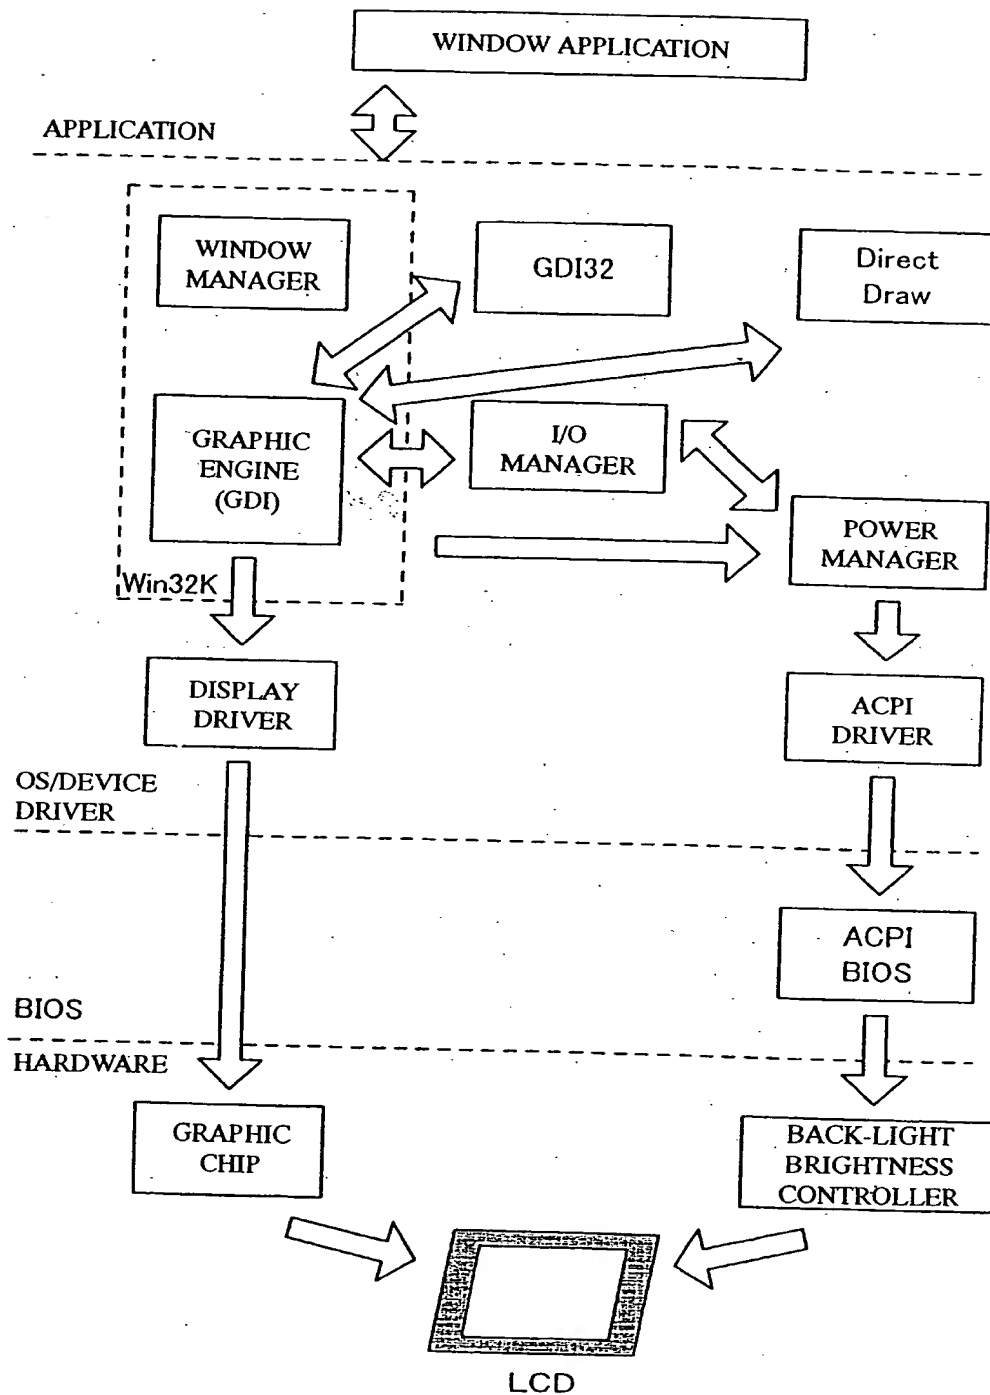 WINDOW APPLICATION
APPLICATION
WINDOW
MANAGER
GDI32
Direct
Draw
GRAPHIC
ENGINE
(GDI)
I/O
MANAGER
POWER
MANAGER
Win32K
DISPLAY
DRIVER
ACPI
DRIVER
OS/DEVICE
DRIVER
ACPI
BIOS
BIOS
HARDWARE
GRAPHIC
CHIP
BACK-LIGHT
BRIGHTNESS
CONTROLLER
LCD